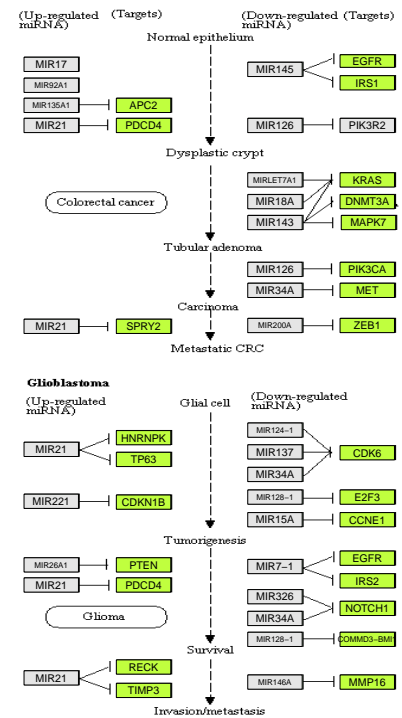 (Up-regulated (Targets) (Down-regulated (Targets)
miRNA) miRNA)
Normal epithelium
MIR17 MIR145 EGFR
MIR92A1 IRS1
MIR135A1 APC2
MIR21 PDCD4 MIR126 PIK3R2
Dysplastic crypt
MIRLET7A1 KRAS
Colorectal cancer MIR18A DNMT3A
MIR143 MAPK7
Tubular adenoma
MIR126 PIK3CA
MIR34A MET
Carcinoma
MIR21 SPRY2 MIR200A ZEB1
Metastatic CRC
Glioblastoma
(Up-regulated Glial cell (Down-regulated
miRNA) miRNA)
MIR124-1
MIR21 HNRNPK MIR137 CDK6
TP63 MIR34A
MIR221 CDKN1B MIR128-1 E2F3
MIR15A CCNE1
Tumorigenesis
MIR26A1 PTEN MIR7-1 EGFR
MIR21 PDCD4 IRS2
Glioma MIR326 NOTCH1
MIR34A
MIR128-1 COMMD3-BMI1
Survival
MIR21 RECK MIR146A MMP16
TIMP3
Invasion/metastasis